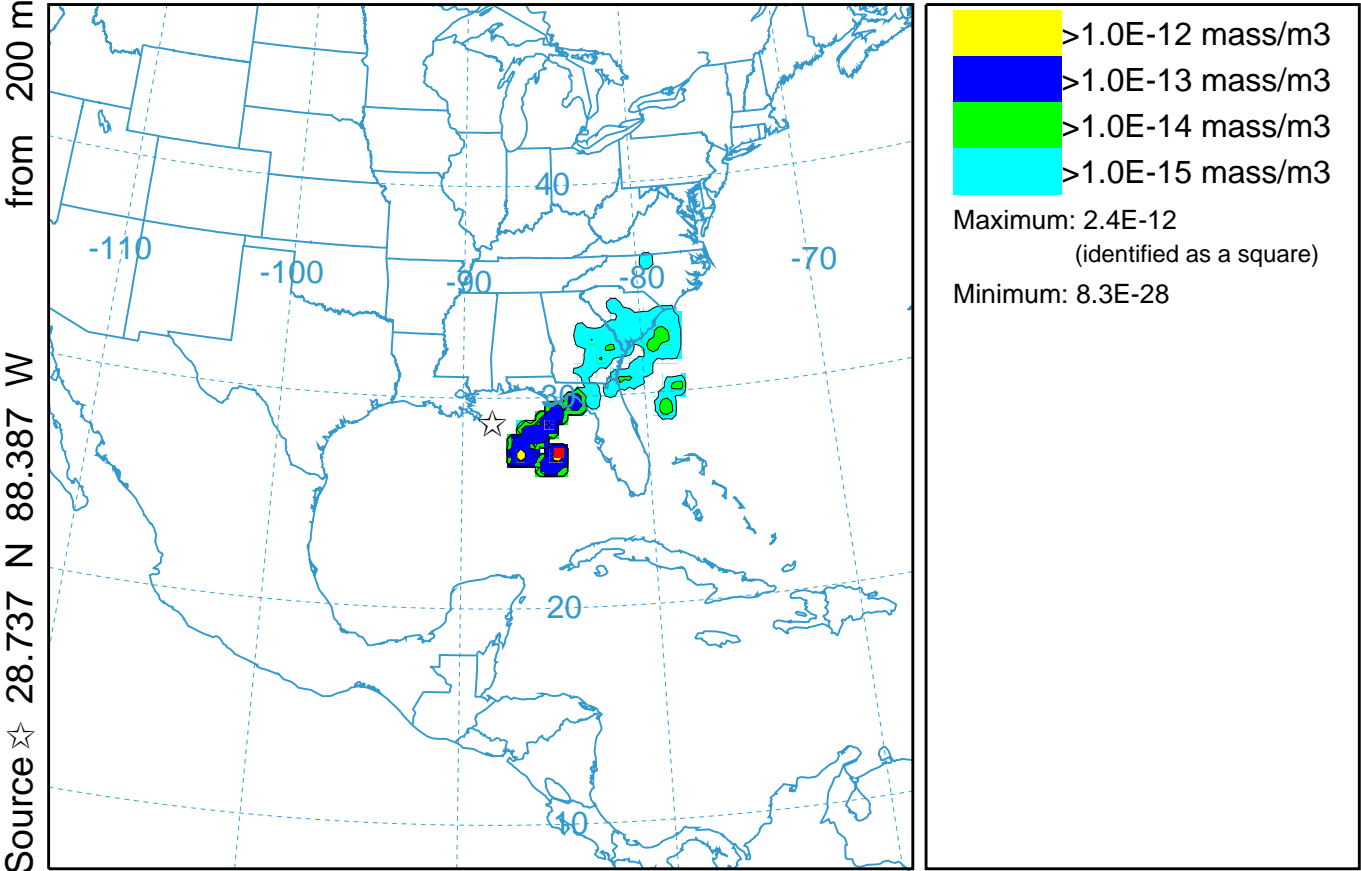 Source ☆ 28.737 N 88.387 W from 200 m
>1.0E-12 mass/m3
>1.0E-13 mass/m3
>1.0E-14 mass/m3
>1.0E-15 mass/m3
Maximum: 2.4E-12
(identified as a square)
Minimum: 8.3E-28
40
-110
-100
-90
-80
-70
30
20
10